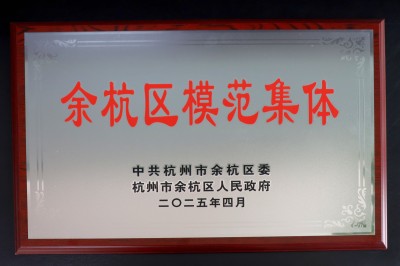 余杭区模范集体
中共杭州市余杭区委
杭州市余杭区人民政府
二〇二五年四月